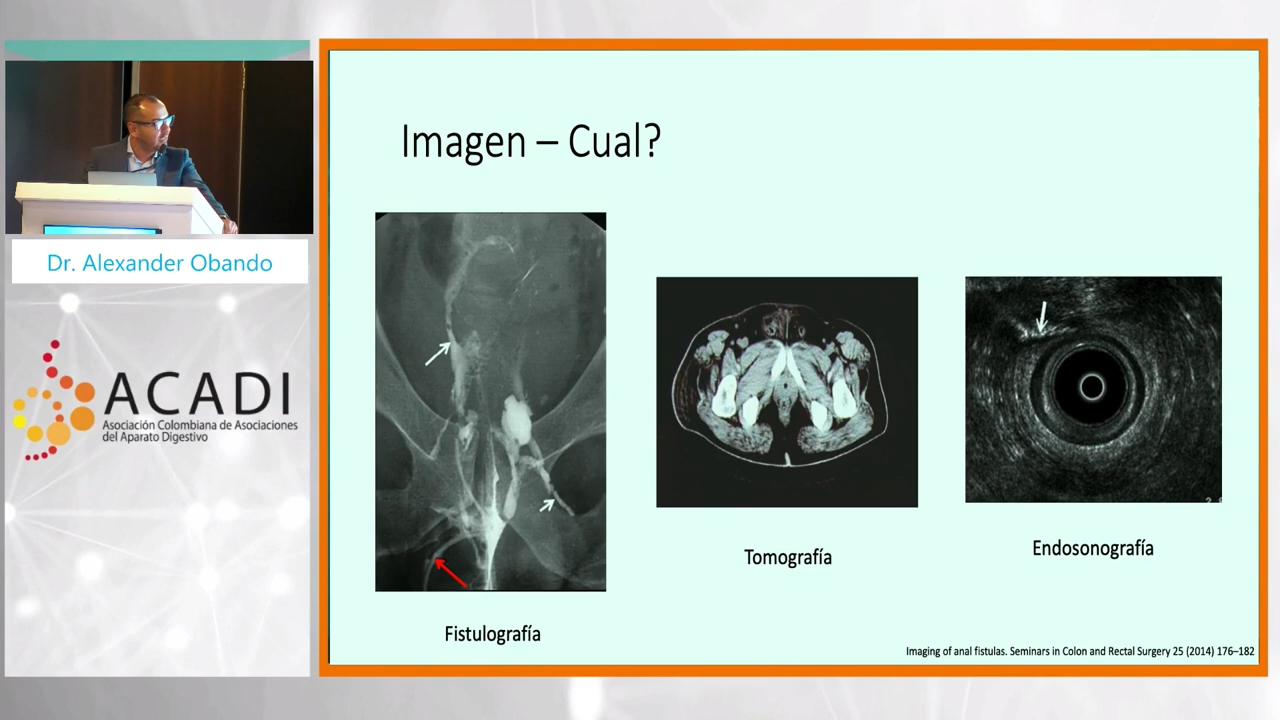 Dr. Alexander Obando
ACADI
Asociación Colombiana de Asociaciones
del Aparato Digestivo
Imagen – Cual?
Fistulografía
Tomografía
Endosonografía
Imaging of anal fistulas. Seminars in Colon and Rectal Surgery 25 (2014) 176–182